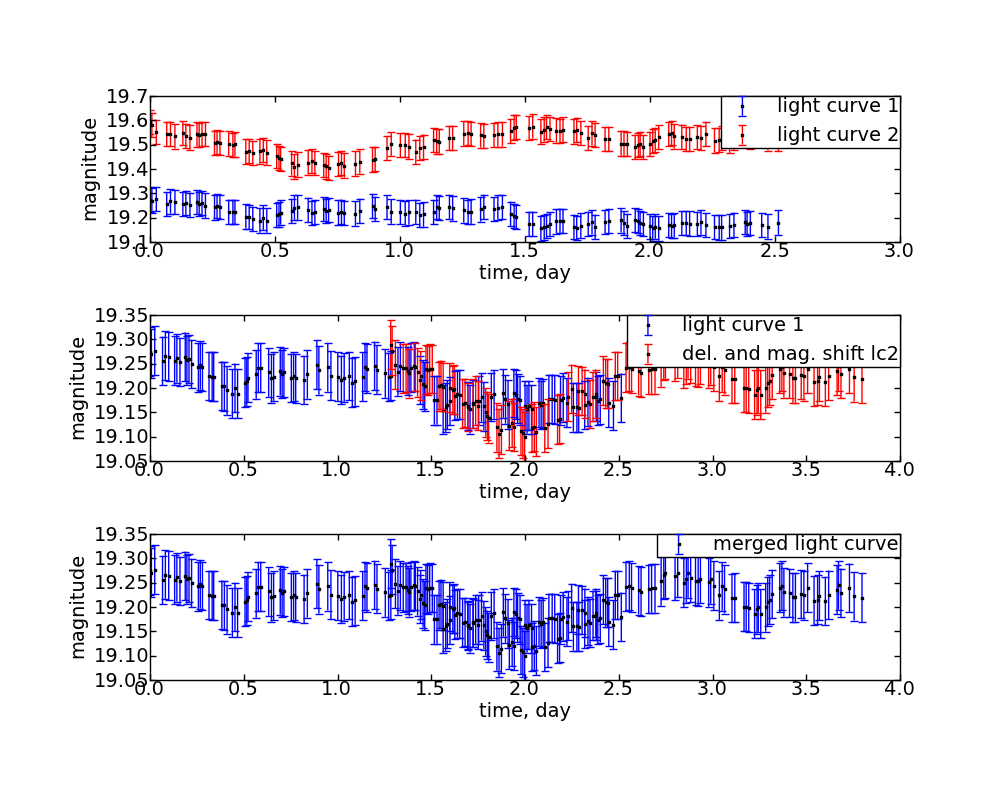 19.7
light curve 1
19.6
light curve 2
19.5
19.4
19.3
19.2
19.1
magnitude
0.0 0.5 1.0 1.5 2.0 2.5 3.0
time, day
19.35
light curve 1
19.30
del. and mag. shift lc2
19.25
19.20
19.15
19.10
19.05
magnitude
0.0 0.5 1.0 1.5 2.0 2.5 3.0 3.5 4.0
time, day
19.35
merged light curve
19.30
19.25
19.20
19.15
19.10
19.05
magnitude
0.0 0.5 1.0 1.5 2.0 2.5 3.0 3.5 4.0
time, day